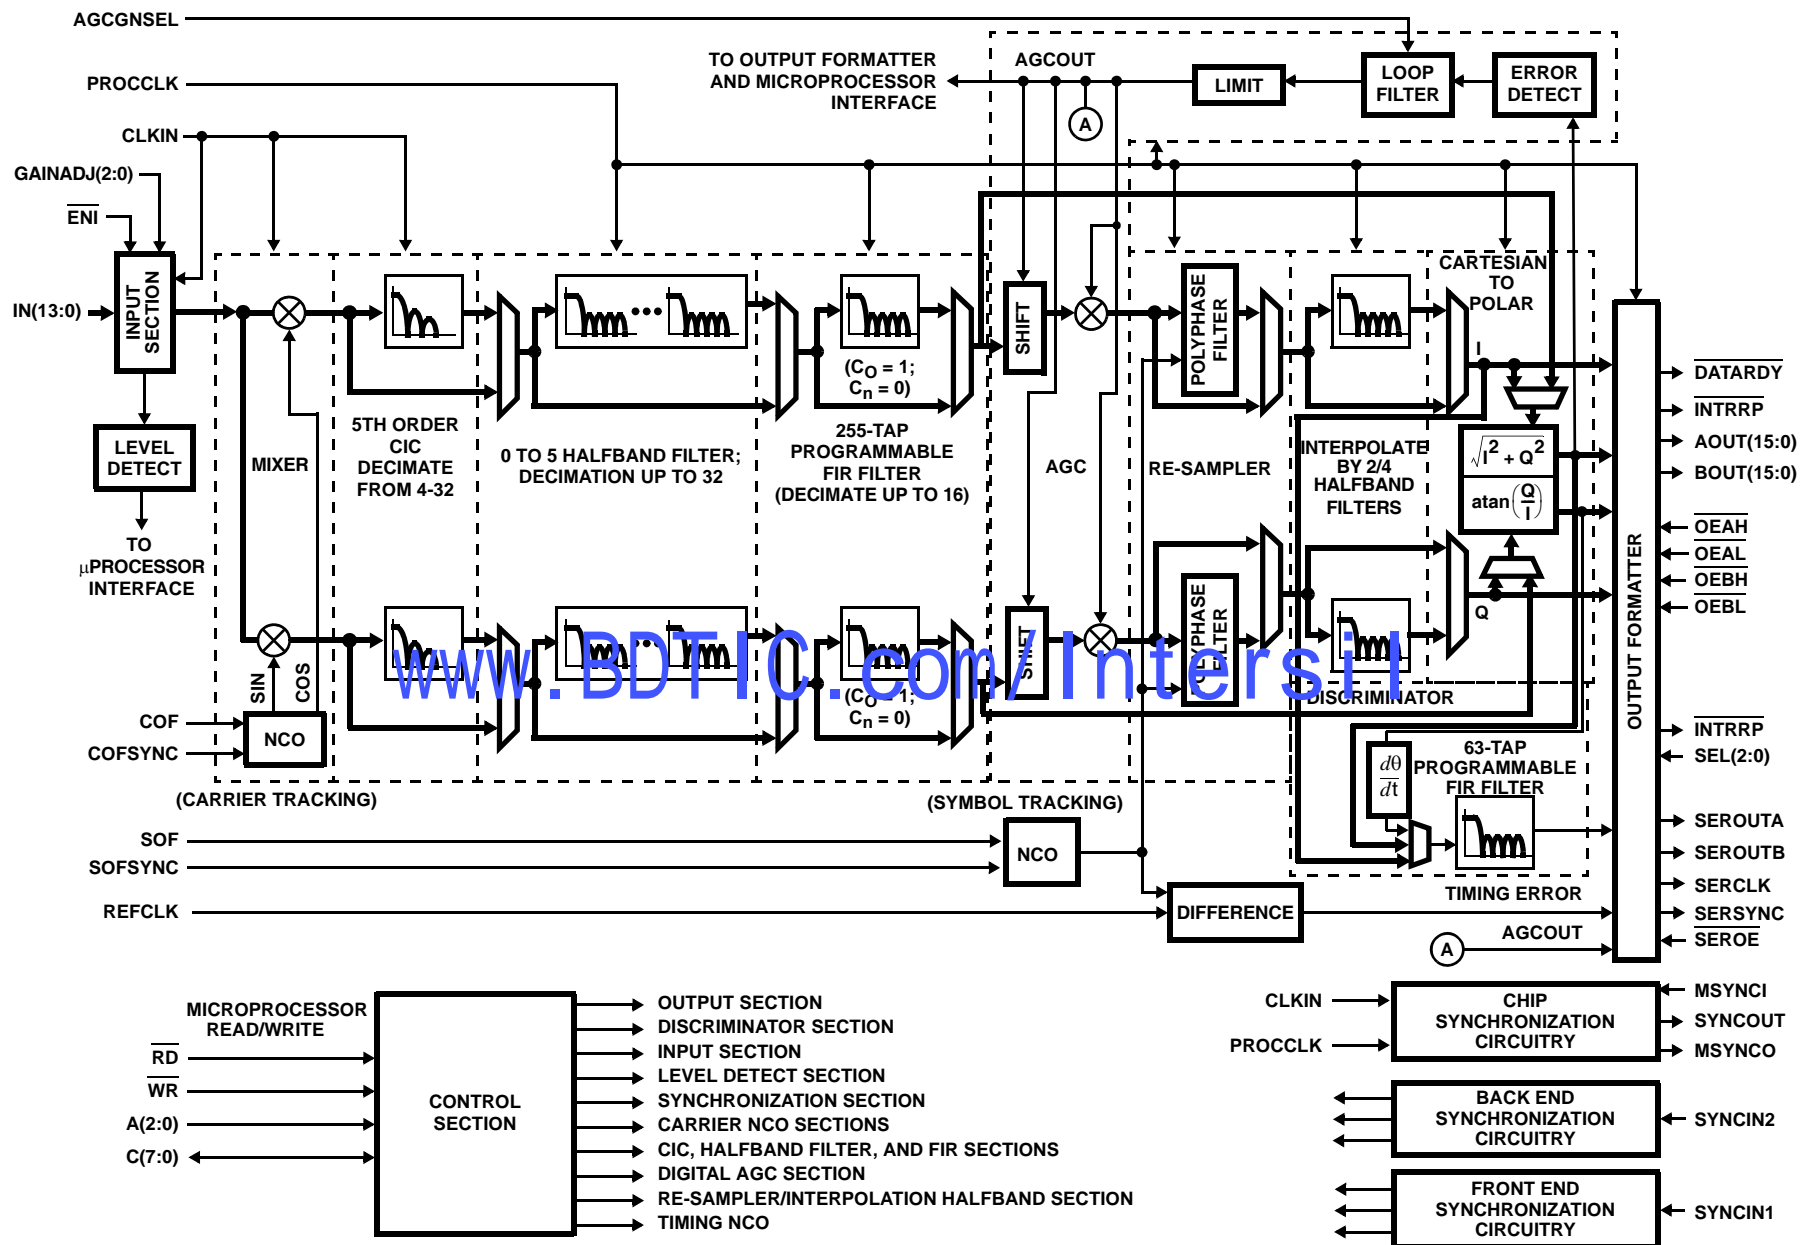 AGCGNSEL
PROCCLK
CLKIN
GAINADJ(2:0)
ENI
IN(13:0)
INPUT
SECTION
LEVEL
DETECT
TO
µPROCESSOR
INTERFACE
TO OUTPUT FORMATTER
AND MICROPROCESSOR
INTERFACE
AGCOUT
A
LIMIT
LOOP
FILTER
ERROR
DETECT
MIXER
5TH ORDER
CIC
DECIMATE
FROM 4-32
0 TO 5 HALFBAND FILTER;
DECIMATION UP TO 32
(CO = 1;
Cn = 0)
255-TAP
PROGRAMMABLE
FIR FILTER
(DECIMATE UP TO 16)
SHIFT
AGC
POLYPHASE
FILTER
RE-SAMPLER
INTERPOLATE
BY 2/4
HALFBAND
FILTERS
CARTESIAN
TO
POLAR
I
√I2 + Q2
atan(Q/I)
Q
OUTPUT FORMATTER
DATARDY
INTRRP
AOUT(15:0)
BOUT(15:0)
OEAH
OEAL
OEBH
OEBL
INTRRP
SEL(2:0)
SEROUTA
SEROUTB
SERCLK
SERSYNC
SEROE
SIN
COS
COF
COFSYNC
NCO
(CARRIER TRACKING)
(CO = 1;
Cn = 0)
SHIFT
POLYPHASE
FILTER
www.BDTIC.com/Intersil
DISCRIMINATOR
dθ
dt
63-TAP
PROGRAMMABLE
FIR FILTER
(SYMBOL TRACKING)
SOF
SOFSYNC
NCO
REFCLK
DIFFERENCE
TIMING ERROR
AGCOUT
A
MICROPROCESSOR
READ/WRITE
RD
WR
A(2:0)
C(7:0)
CONTROL
SECTION
OUTPUT SECTION
DISCRIMINATOR SECTION
INPUT SECTION
LEVEL DETECT SECTION
SYNCHRONIZATION SECTION
CARRIER NCO SECTIONS
CIC, HALFBAND FILTER, AND FIR SECTIONS
DIGITAL AGC SECTION
RE-SAMPLER/INTERPOLATION HALFBAND SECTION
TIMING NCO
CLKIN
PROCCLK
CHIP
SYNCHRONIZATION
CIRCUITRY
MSYNCI
SYNCOUT
MSYNCO
BACK END
SYNCHRONIZATION
CIRCUITRY
SYNCIN2
FRONT END
SYNCHRONIZATION
CIRCUITRY
SYNCIN1